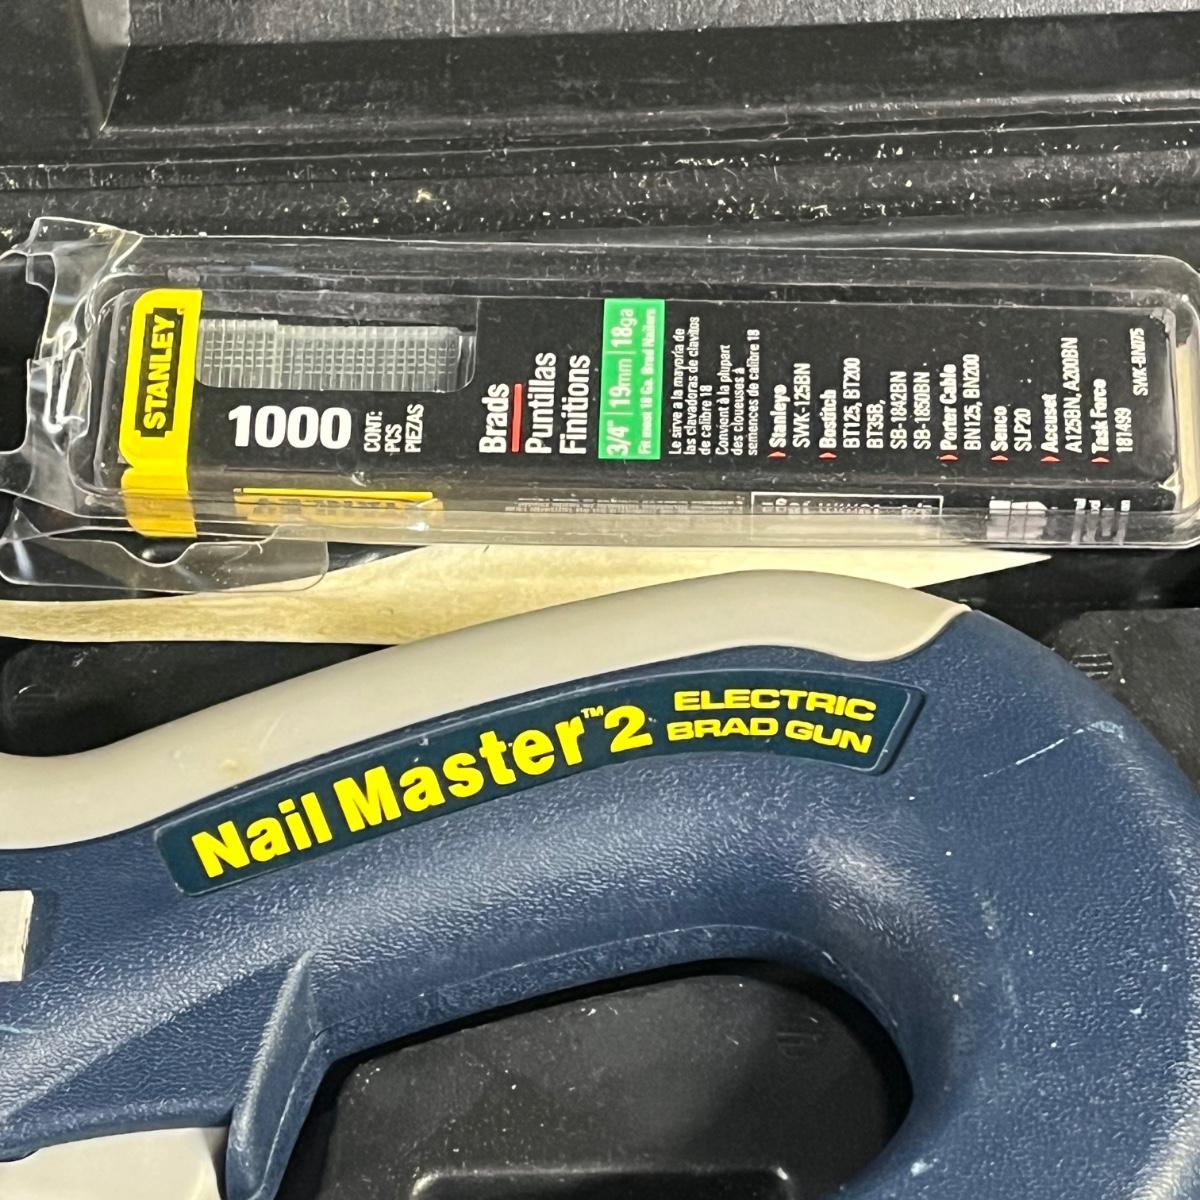 STANLEY
1000
CONT:
PCS
PIEZAS
Brads
Puntillas
Finitions
3/4" | 19mm | 18ga
Fit most 18 Ga. Brad Nailers
Le sirve a la mayoría de
las clavadoras de clavitos
de calibre 18
Convient à la plupart
des cloueuses à
semences de calibre 18
Stanleyo
SWK-125BN
Bostitch
BT125, BT200
BT35B,
SB-1842BN
SB-1850BN
Porter Cable
BN125, BN200
Senco
SLP20
Accuset
A125BN, A200BN
Task Force
181499
SWK-BN075
Nail Master™2
ELECTRIC
BRAD GUN